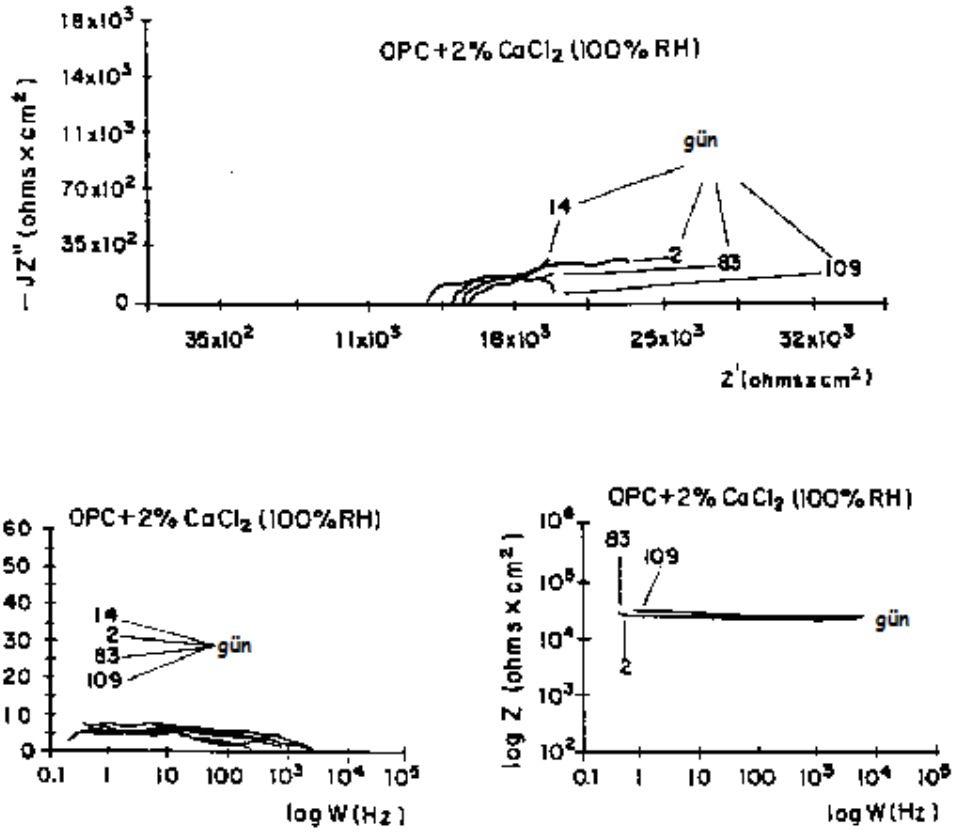 18x10³
OPC+2% CaCl₂ (100% RH)
14x10³
11x10³
gün
70x10²
14
35x10²
2
83
109
0
35x10² 11x10³ 18x10³ 25x10³ 32x10³
Z' (ohms x cm²)
-JZ" (ohms x cm²)
OPC+2% CaCl₂ (100%RH)
60
50
40
30
20
10
0
14
2
83
109
gün
0.1 1 10 100 10³ 10⁴ 10⁵
log W (Hz)
OPC+2% CaCl₂ (100% RH)
log Z (ohms x cm²)
10⁶
10⁵
10⁴
10³
10²
83
109
2
gün
0.1 1 10 100 10³ 10⁴ 10⁵
log W (Hz)